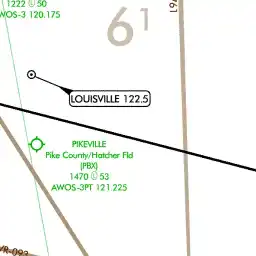 1222 Ⓛ 50
AWOS-3 120.175
6¹
LOUISVILLE 122.5
PIKEVILLE
Pike County/Hatcher Fld
(PBX)
1470 Ⓛ 53
AWOS-3PT 121.225